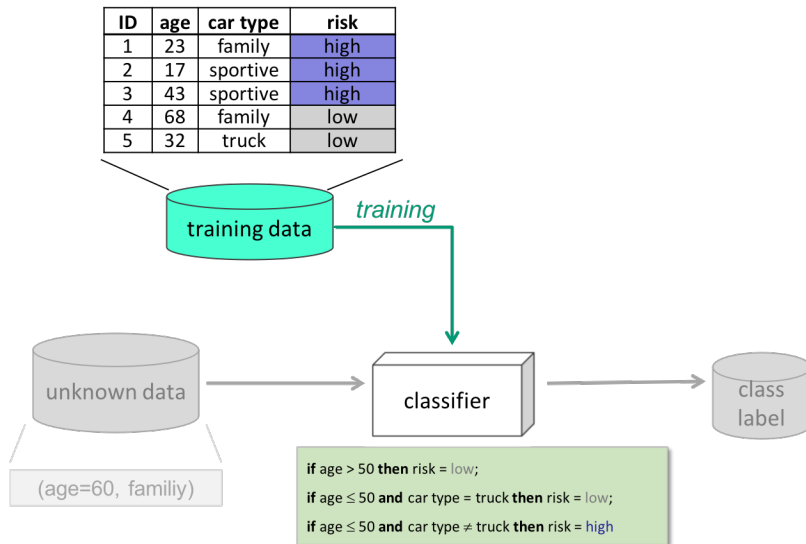 ID age car type risk
1 23 family high
2 17 sportive high
3 43 sportive high
4 68 family low
5 32 truck low
training data
training
unknown data
classifier
class
label
(age=60, familiy)
if age > 50 then risk = low;
if age ≤ 50 and car type = truck then risk = low;
if age ≤ 50 and car type ≠ truck then risk = high